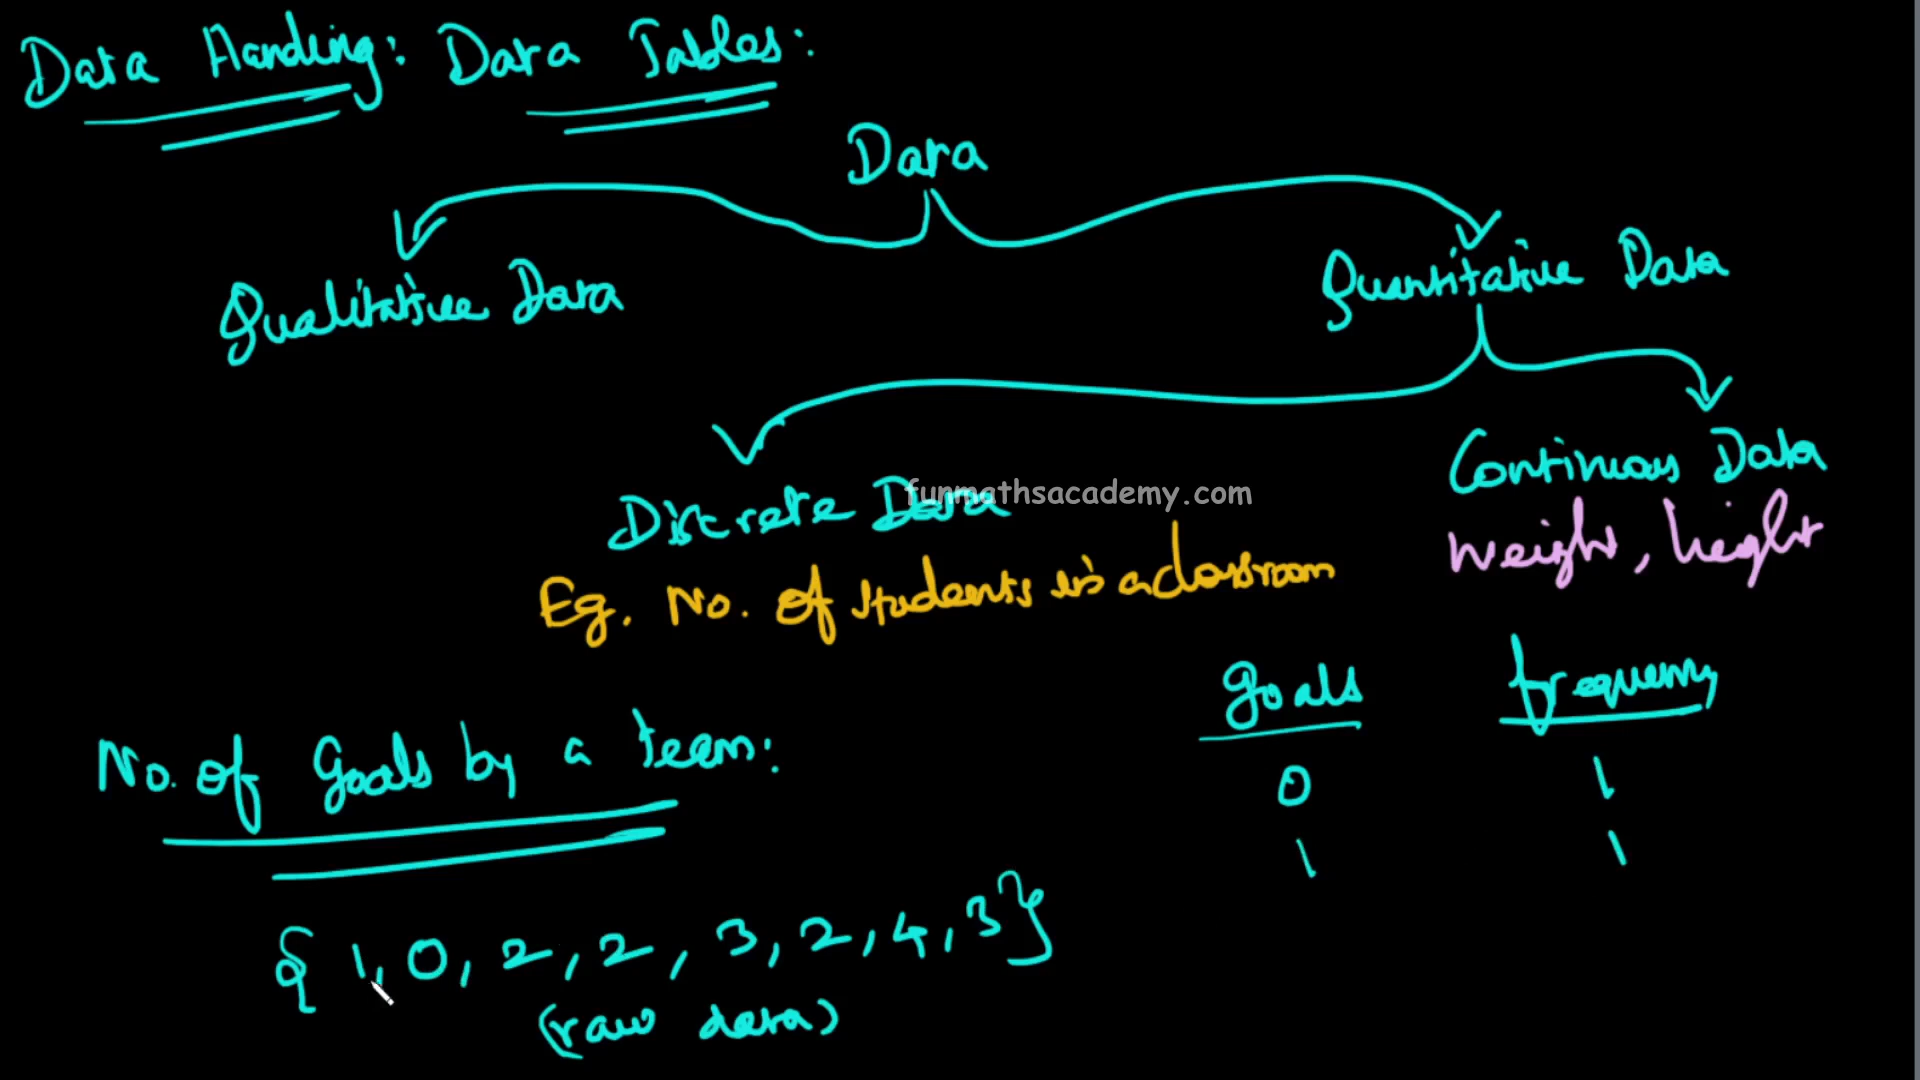 Data Handling: Data Tables:
Data
Qualitative Data
Quantitative Data
Discrete Data
Continuous Data
funmathsacademy.com
Eg. No. of students in a classroom
weight, height
No. of Goals by a team:
goals frequency
0 1
1 1
{ 1, 0, 2, 2, 3, 2, 4, 3}
(raw data)